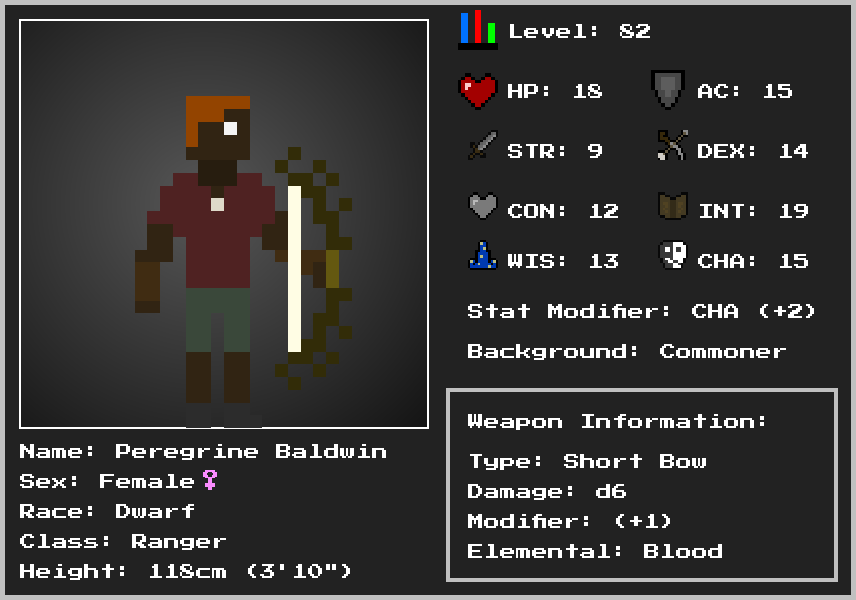 Level: 82
HP: 18 AC: 15
STR: 9 DEX: 14
CON: 12 INT: 19
WIS: 13 CHA: 15
Stat Modifier: CHA (+2)
Background: Commoner
Weapon Information:
Type: Short Bow
Damage: d6
Modifier: (+1)
Elemental: Blood
Name: Peregrine Baldwin
Sex: Female♀
Race: Dwarf
Class: Ranger
Height: 118cm (3'10")